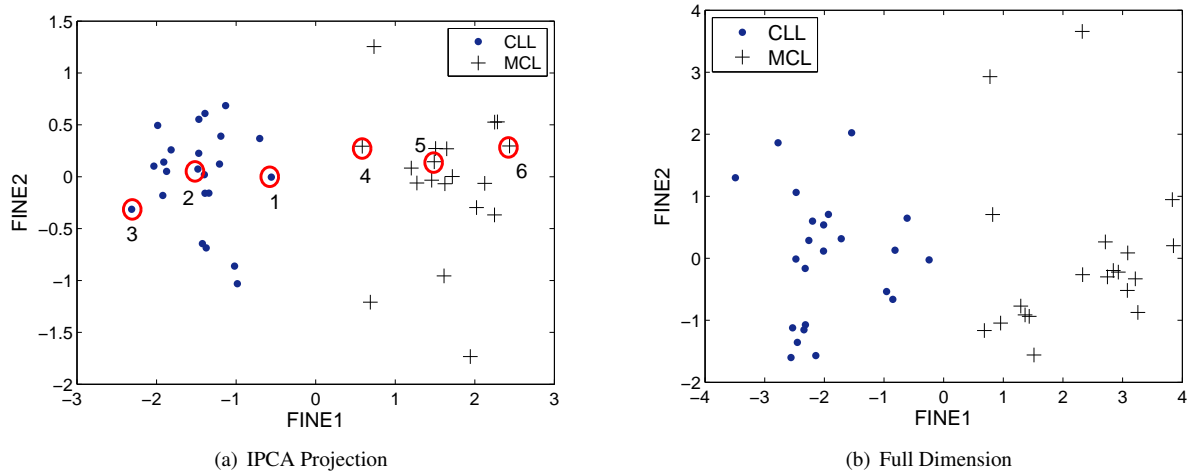 1.5
1
0.5
0
−0.5
−1
−1.5
−2
−3 −2 −1 0 1 2 3
FINE2
FINE1
CLL
MCL
1
2
3
4
5
6
(a) IPCA Projection
4
3
2
1
0
−1
−2
−4 −3 −2 −1 0 1 2 3 4
FINE2
FINE1
CLL
MCL
(b) Full Dimension